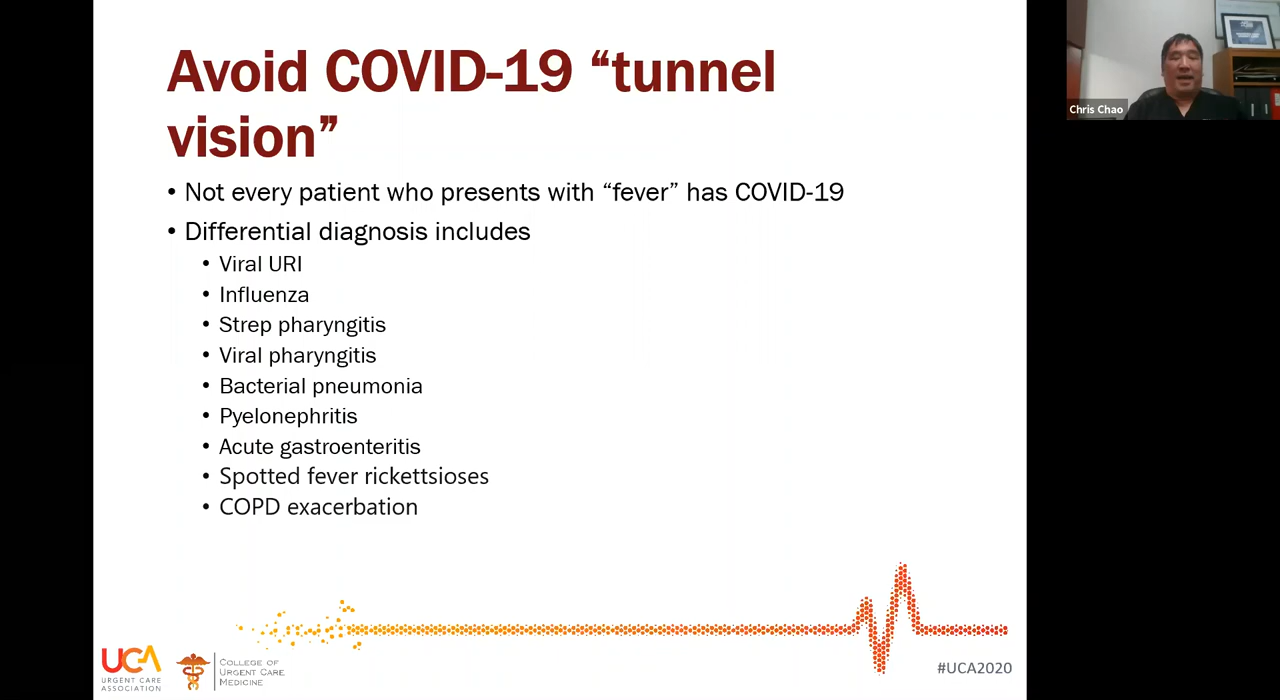 Avoid COVID-19 “tunnel
vision”
• Not every patient who presents with “fever” has COVID-19
• Differential diagnosis includes
• Viral URI
• Influenza
• Strep pharyngitis
• Viral pharyngitis
• Bacterial pneumonia
• Pyelonephritis
• Acute gastroenteritis
• Spotted fever rickettsioses
• COPD exacerbation
UCA
URGENT CARE
ASSOCIATION
COLLEGE OF
URGENT CARE
MEDICINE
#UCA2020
Chris Chao